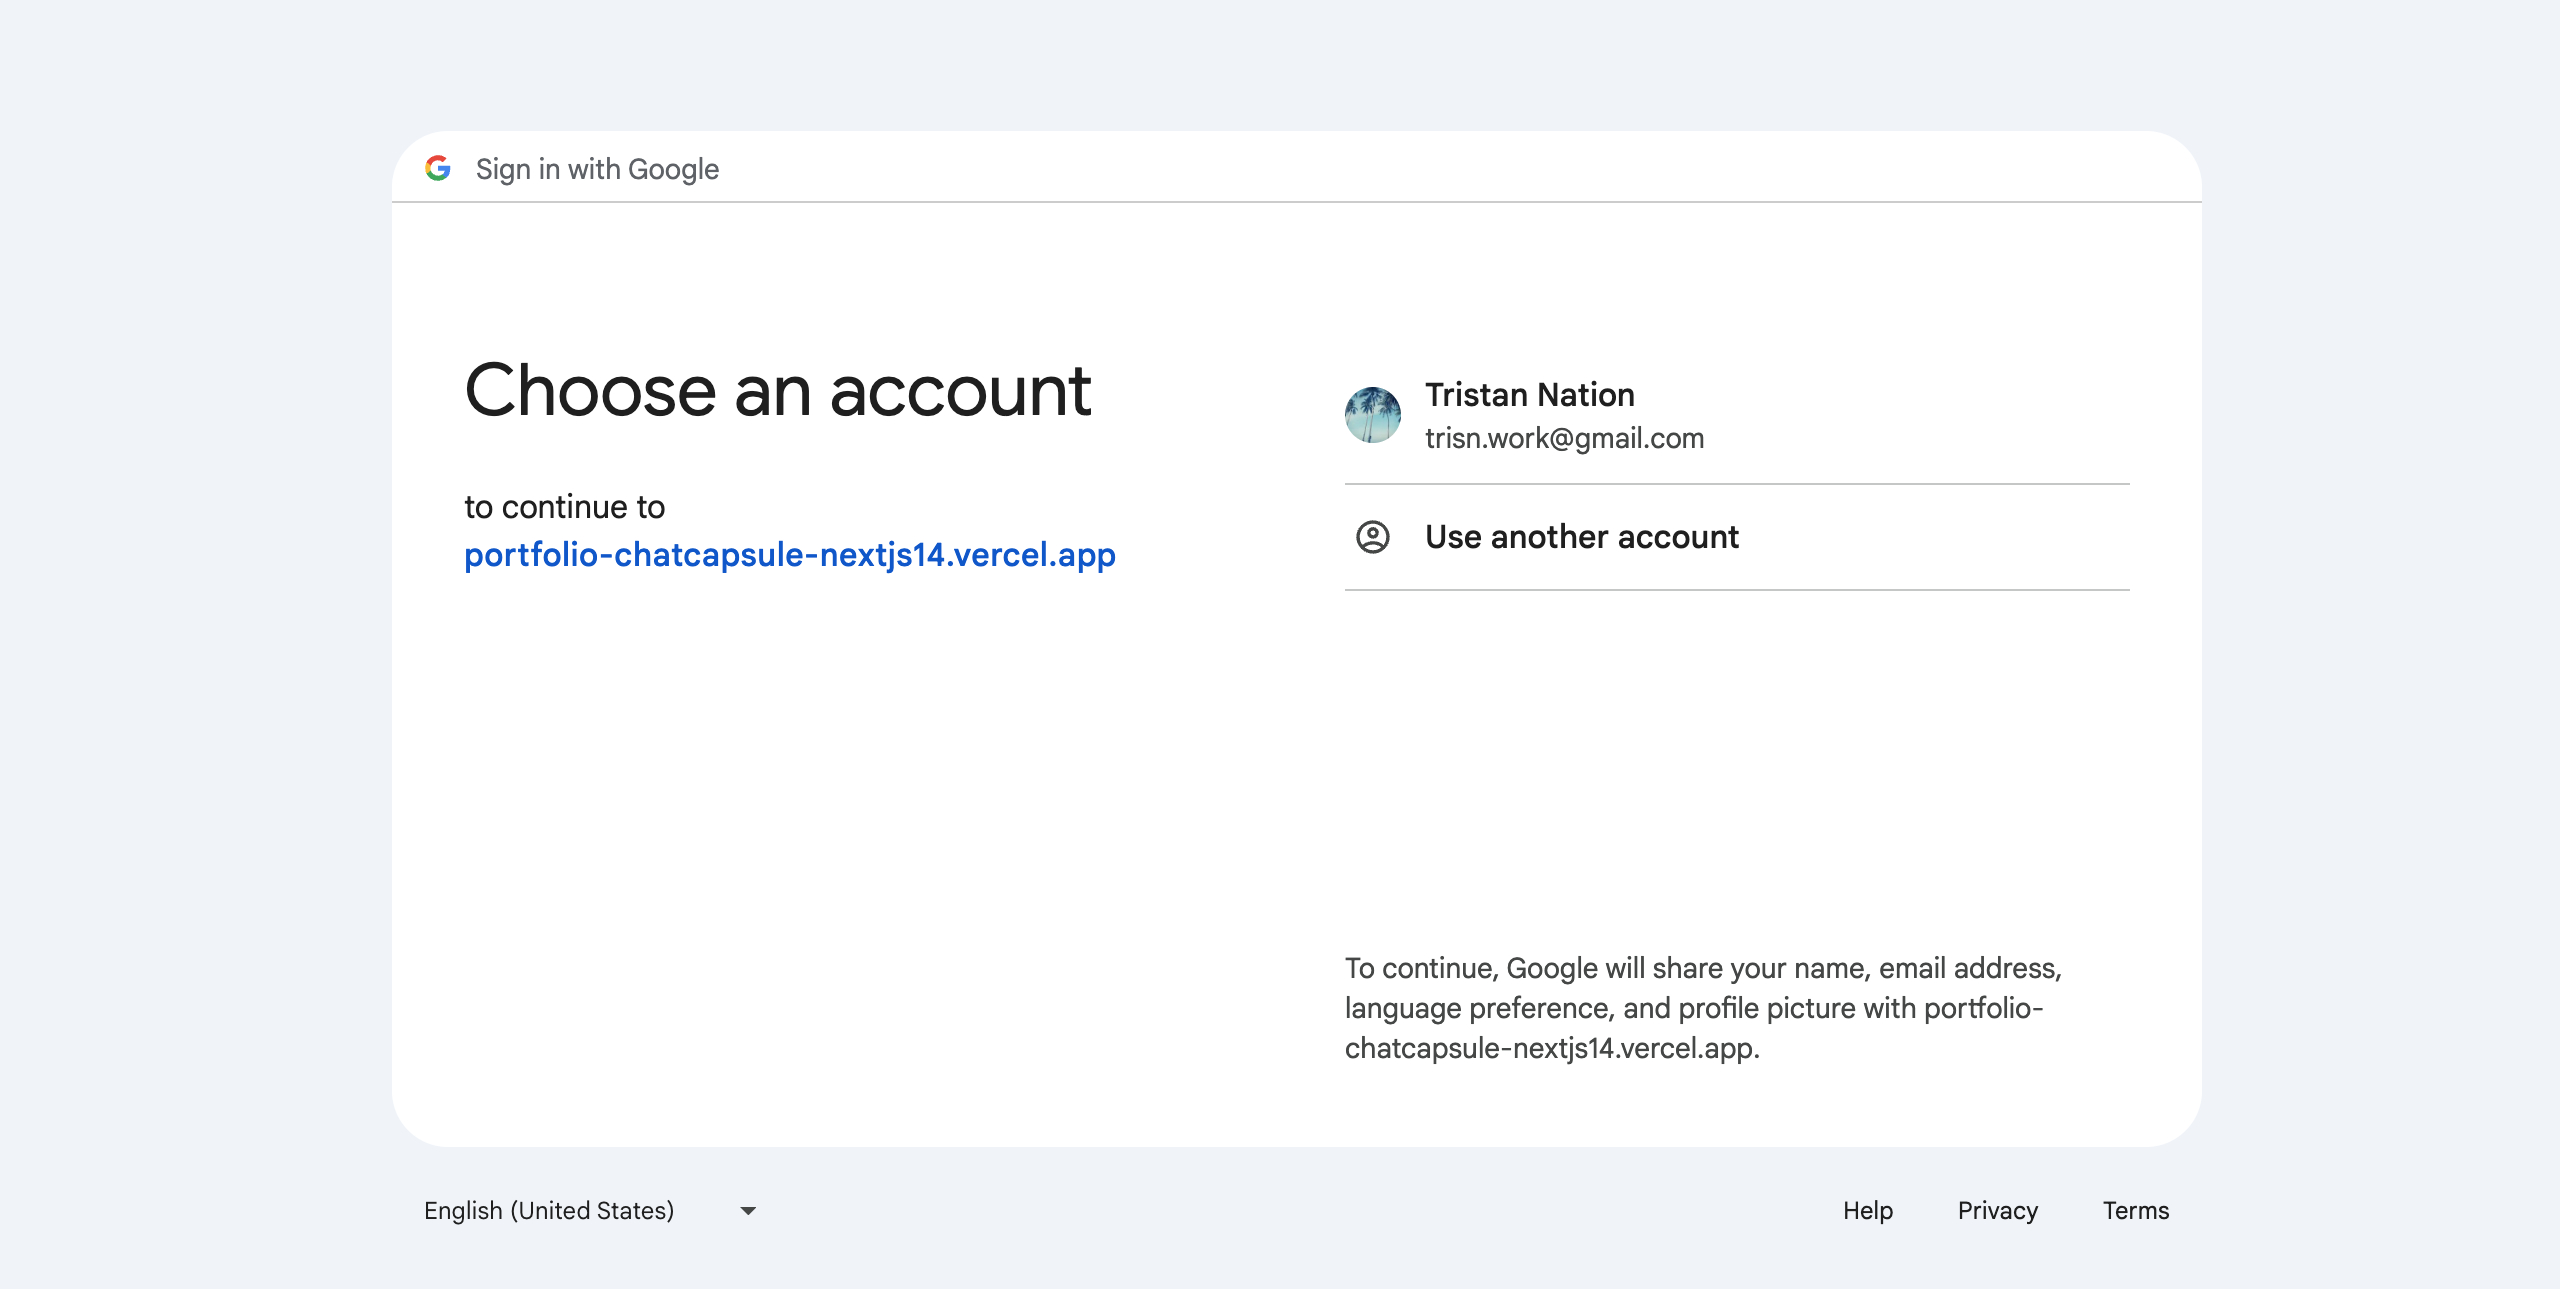 Sign in with Google
Choose an account
to continue to
portfolio-chatcapsule-nextjs14.vercel.app
Tristan Nation
trisn.work@gmail.com
Use another account
To continue, Google will share your name, email address,
language preference, and profile picture with portfolio-
chatcapsule-nextjs14.vercel.app.
English (United States)
Help
Privacy
Terms